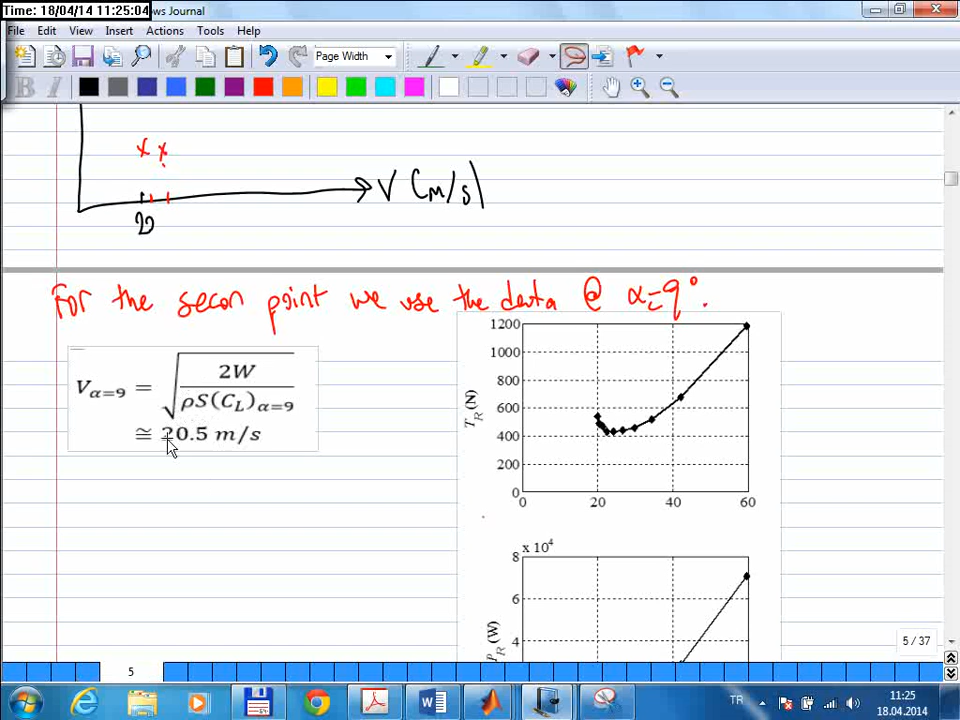 Time: 18/04/14 11:25:04
ws Journal
File Edit View Insert Actions Tools Help
Page Width
B I
V (m/s)
20
For the secon point we use the data @ α=9°.
V α=9 = √ 2W / ρS(C_L)α=9
≅ 20.5 m/s
T_R (N)
1200
1000
800
600
400
200
0
0 20 40 60
x 10⁴
8
6
4
P_R (W)
5 / 37
5
TR
11:25
18.04.2014